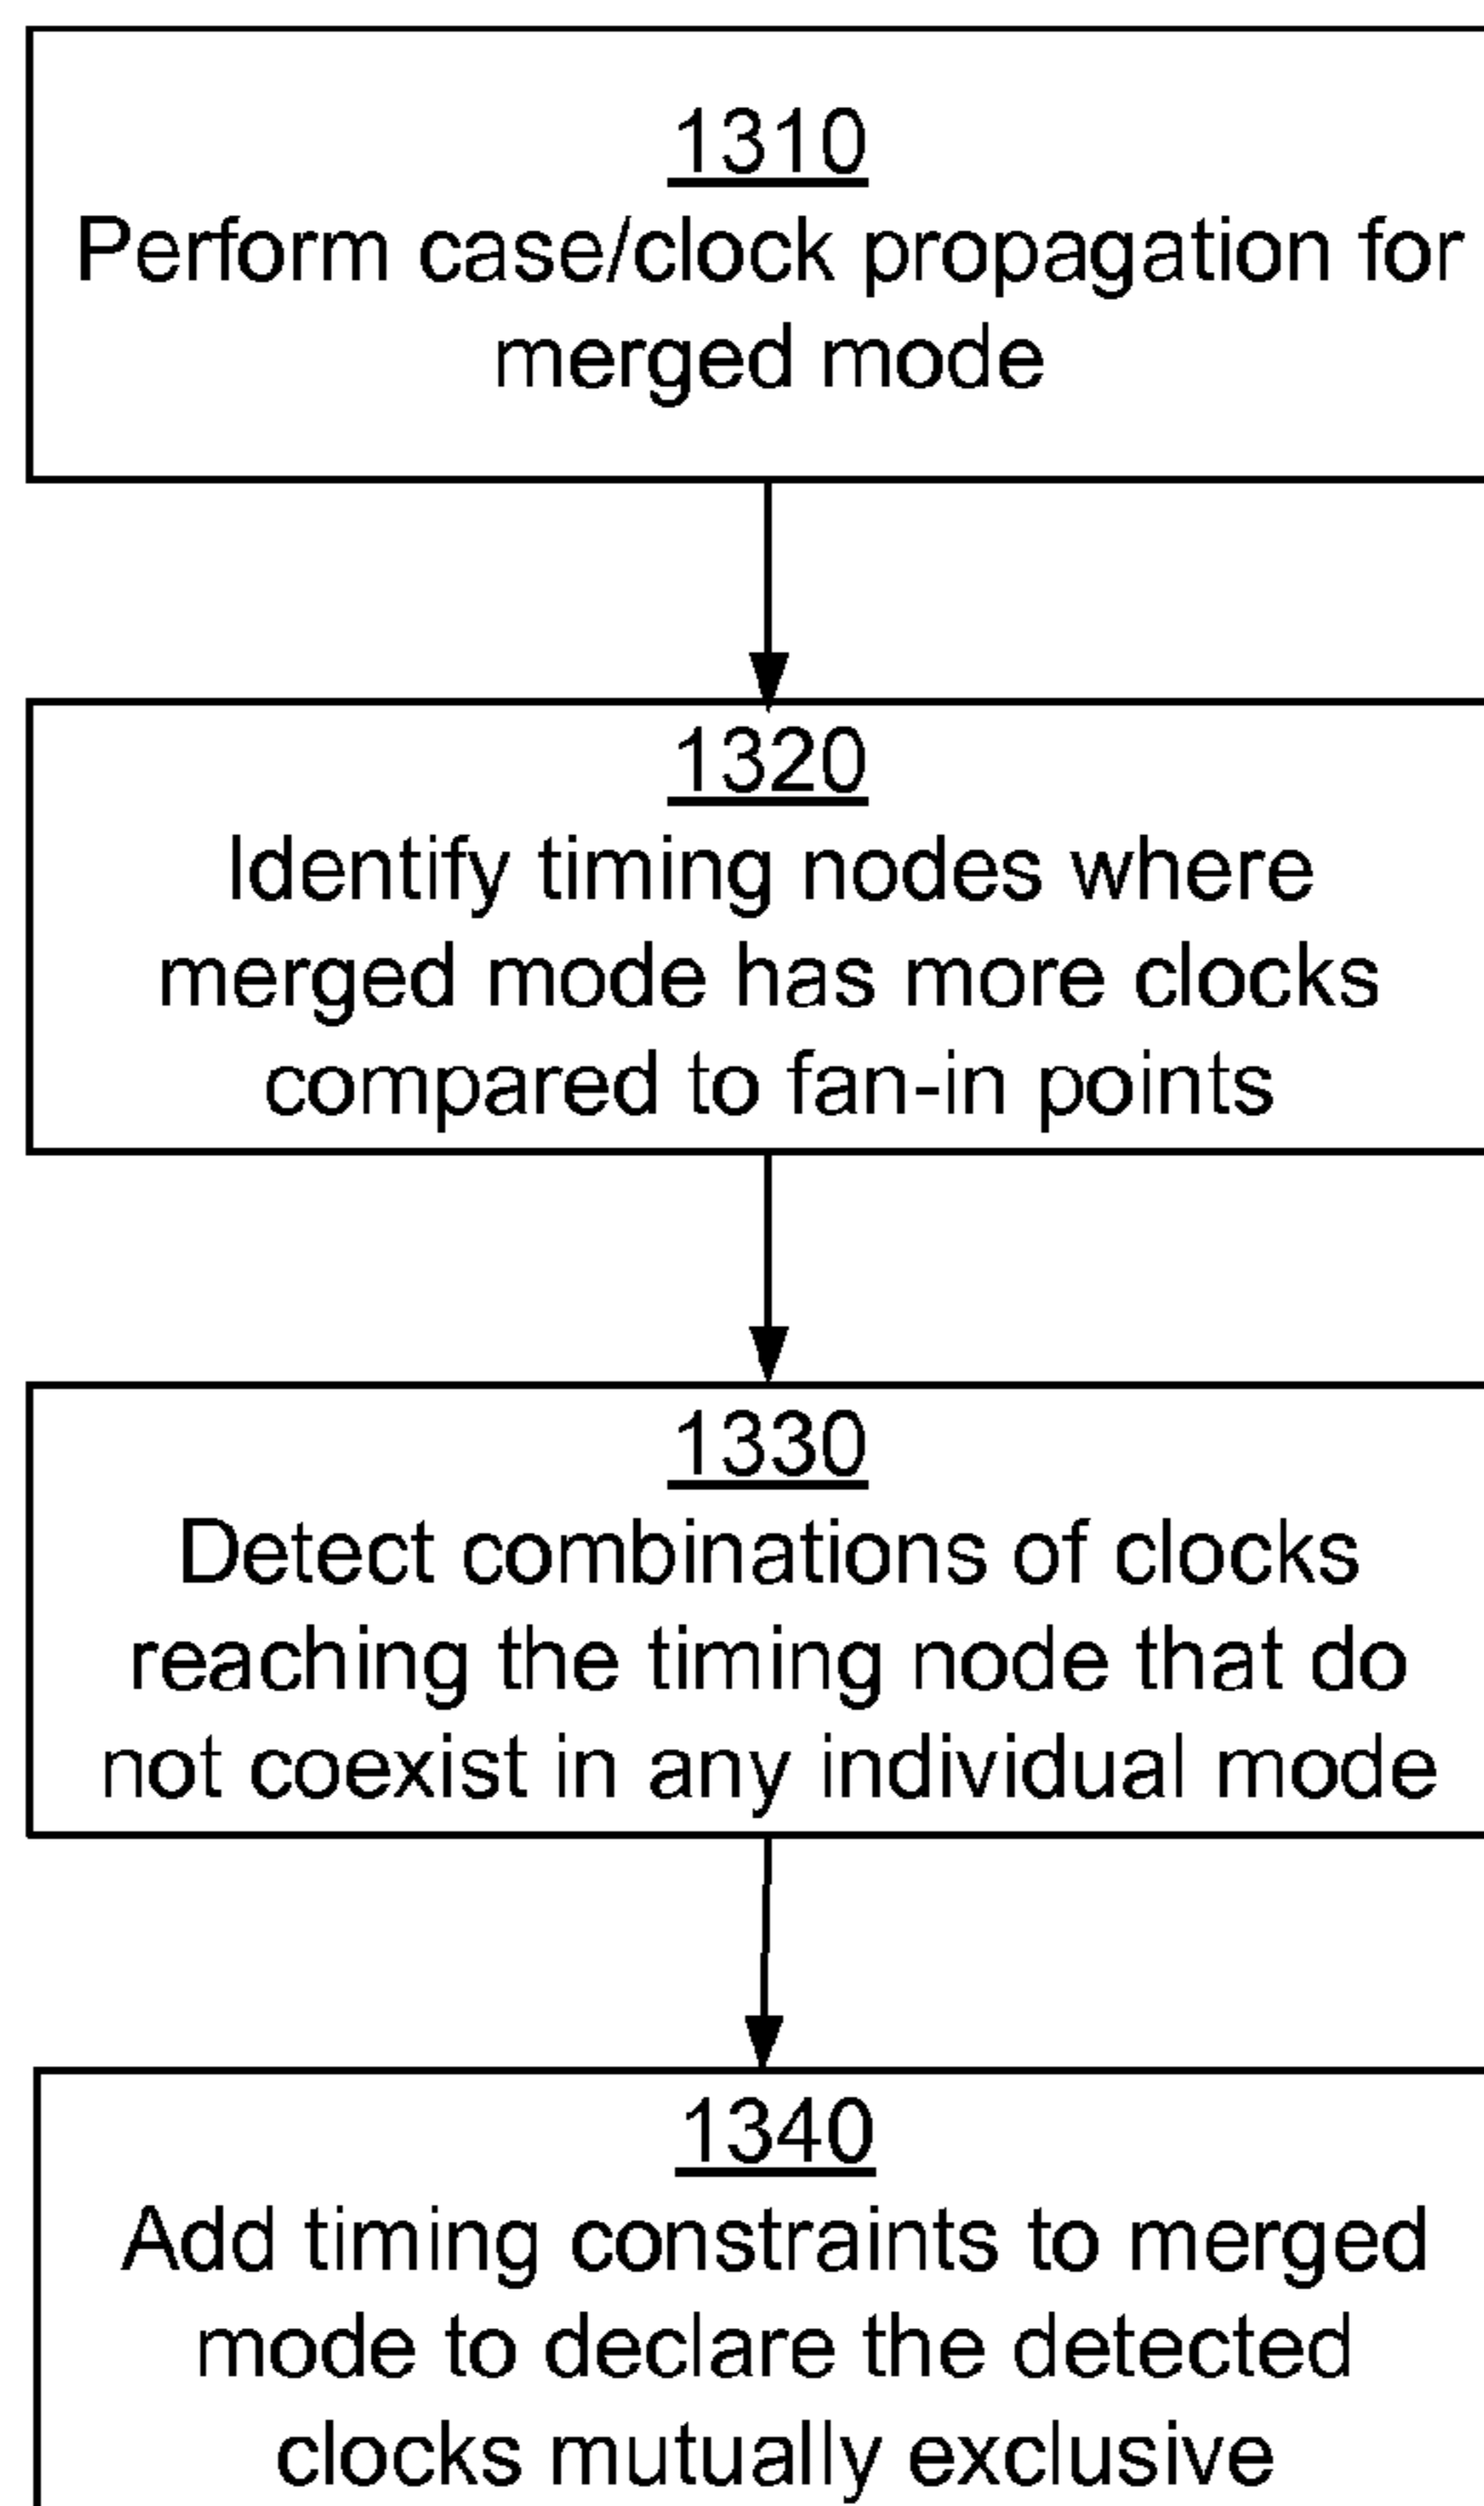 1310
Perform case/clock propagation for
merged mode
1320
Identify timing nodes where
merged mode has more clocks
compared to fan-in points
1330
Detect combinations of clocks
reaching the timing node that do
not coexist in any individual mode
1340
Add timing constraints to merged
mode to declare the detected
clocks mutually exclusive